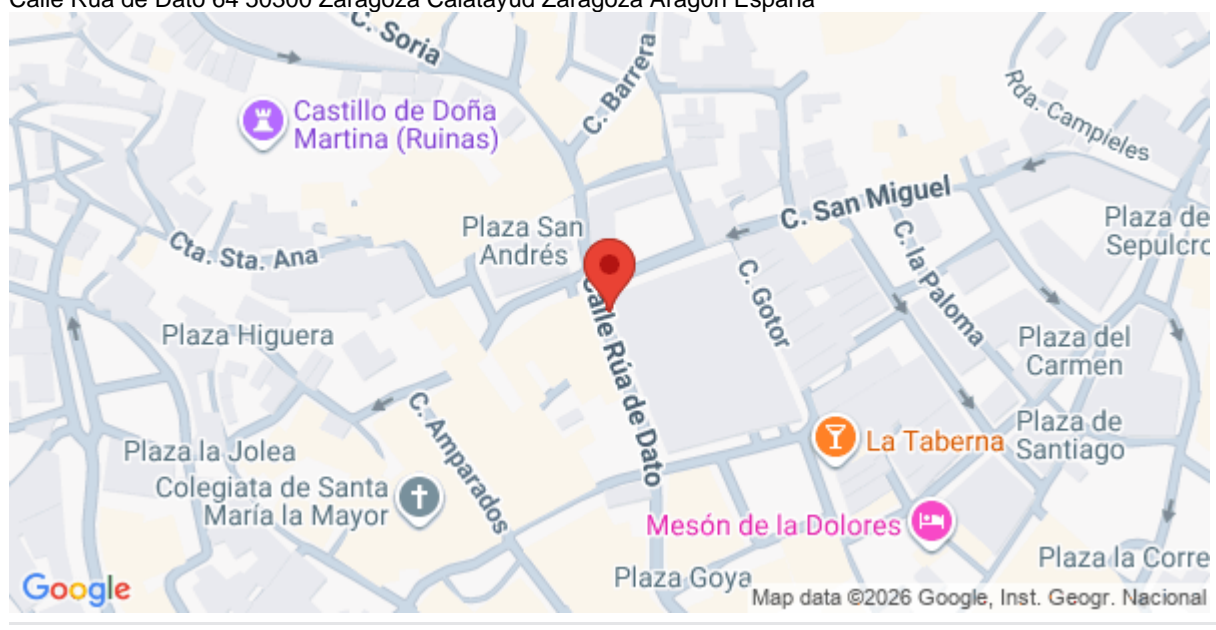 Calle Rúa de Dato 64 50300 Zaragoza Calatayud Zaragoza Aragón España
C. Soria
C. Barrera
Rda. Campieles
Castillo de Doña
Martina (Ruinas)
C. San Miguel
Plaza de
Sepulcro
Plaza San
Andrés
Cta. Sta. Ana
C. la Paloma
C. Gotor
Plaza Higuera
Calle Rúa de Dato
Plaza del
Carmen
C. Amparados
Plaza la Jolea
La Taberna
Plaza de
Santiago
Colegiata de Santa
María la Mayor
Mesón de la Dolores
Plaza la Corre
Plaza Goya
Google
Map data ©2026 Google, Inst. Geogr. Nacional